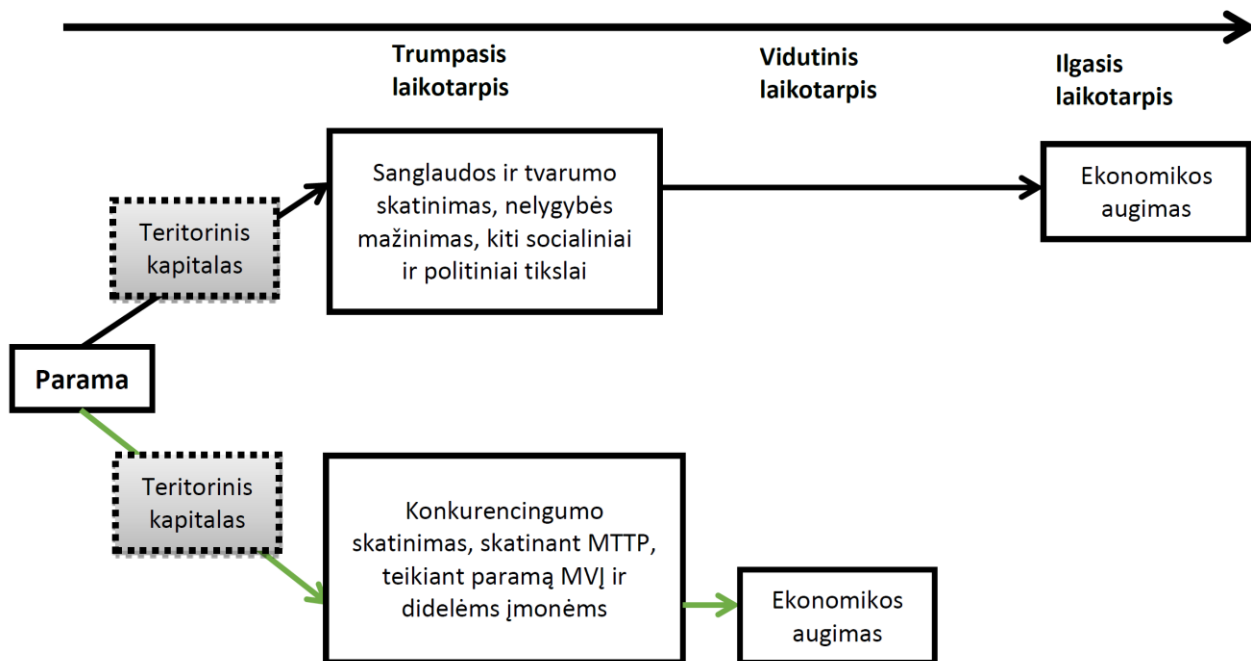 Trumpasis
laikotarpis
Vidutinis
laikotarpis
Ilgasis
laikotarpis
Sanglaudos ir tvarumo
skatinimas, nelygybės
mažinimas, kiti socialiniai
ir politiniai tikslai
Ekonomikos
augimas
Teritorinis
kapitalas
Parama
Teritorinis
kapitalas
Konkurencingumo
skatinimas, skatinant MTTP,
teikiant paramą MVĮ ir
didelėms įmonėms
Ekonomikos
augimas